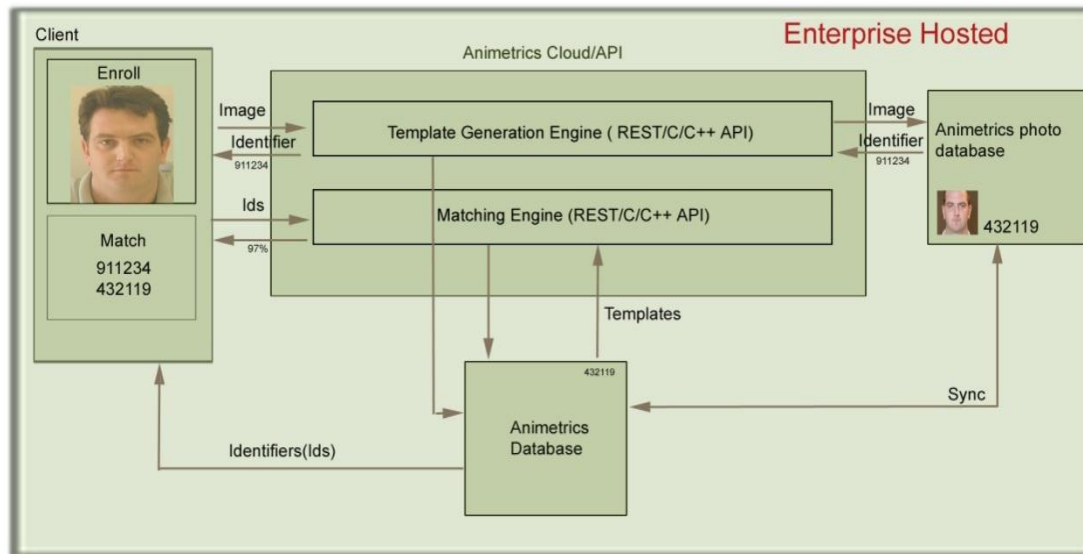 Enterprise Hosted
Client
Animetrics Cloud/API
Enroll
Image
Identifier
911234
Template Generation Engine ( REST/C/C++ API)
Image
Identifier
911234
Animetrics photo
database
432119
Ids
97%
Matching Engine (REST/C/C++ API)
Match
911234
432119
Templates
432119
Animetrics
Database
Sync
Identifiers(Ids)